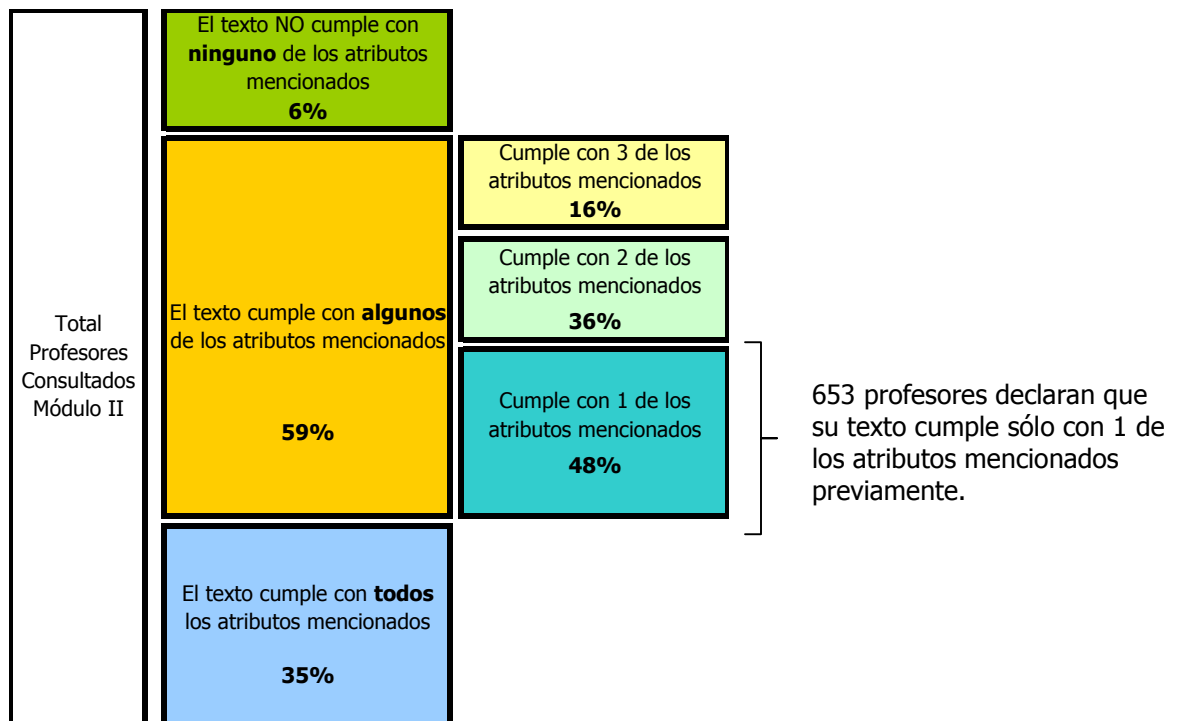 El texto NO cumple con
ninguno de los atributos
mencionados
6%
Cumple con 3 de los
atributos mencionados
16%
Cumple con 2 de los
atributos mencionados
36%
Total
Profesores
Consultados
Módulo II
El texto cumple con algunos
de los atributos mencionados
59%
Cumple con 1 de los
atributos mencionados
48%
653 profesores declaran que
su texto cumple sólo con 1 de
los atributos mencionados
previamente.
El texto cumple con todos
los atributos mencionados
35%